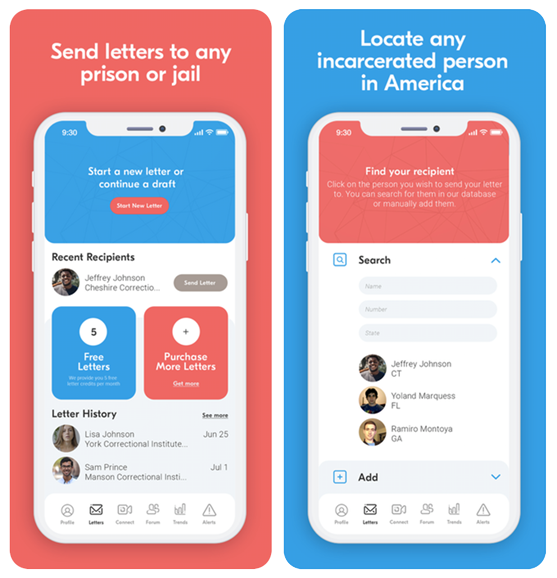 Send letters to any
prison or jail
9:30
Start a new letter or
continue a draft
Start New Letter
Recent Recipients
Jeffrey Johnson
Cheshire Correctio...
Send Letter
5
Free
Letters
We provide you 5 free
letter credits per month
+
Purchase
More Letters
Get more
Letter History
See more
Lisa Johnson
Jun 25
York Correctional Institute...
Sam Prince
Jul 1
Manson Correctional Insti...
Profile
Letters
Connect
Forum
Trends
Alerts
Locate any
incarcerated person
in America
9:30
Find your recipient
Click on the person you wish to send your letter
to. You can search for them in our database
or manually add them.
Search
Name
Number
State
Jeffrey Johnson
CT
Yoland Marquess
FL
Ramiro Montoya
GA
Add
Profile
Letters
Connect
Forum
Trends
Alerts